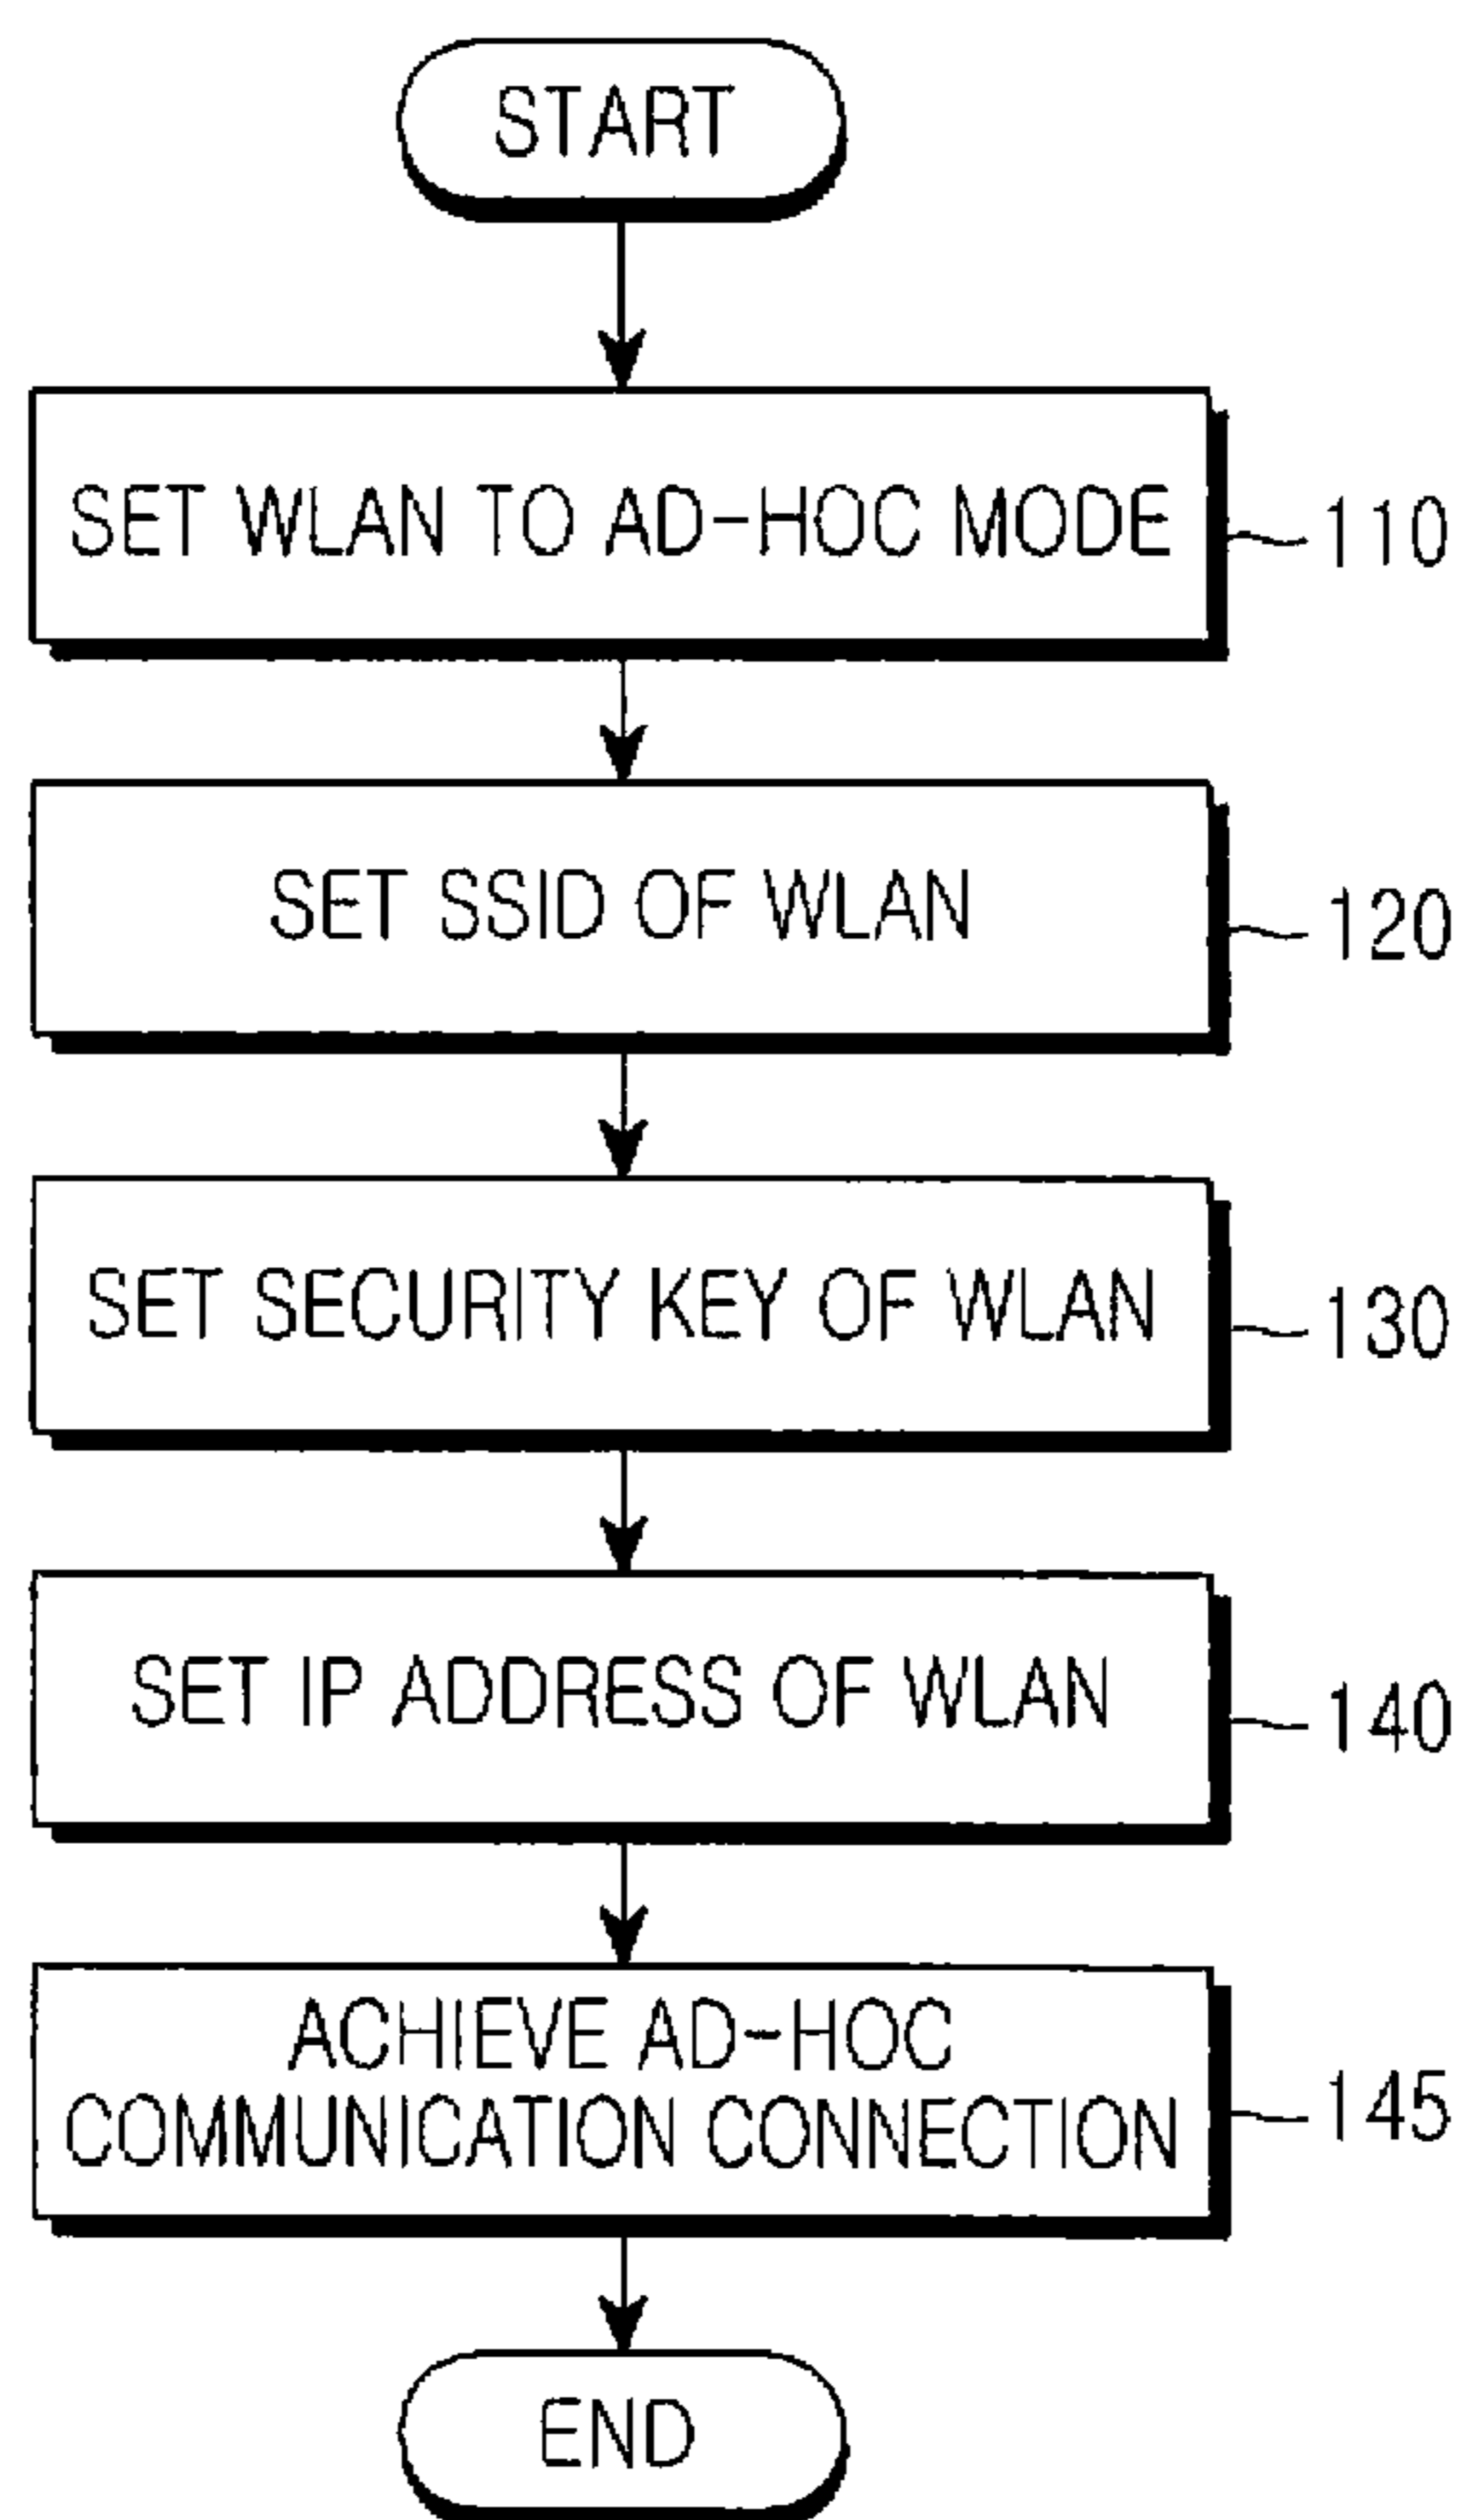 START
SET WLAN TO AD-HOC MODE
110
SET SSID OF WLAN
120
SET SECURITY KEY OF WLAN
130
SET IP ADDRESS OF WLAN
140
ACHIEVE AD-HOC
COMMUNICATION CONNECTION
145
END